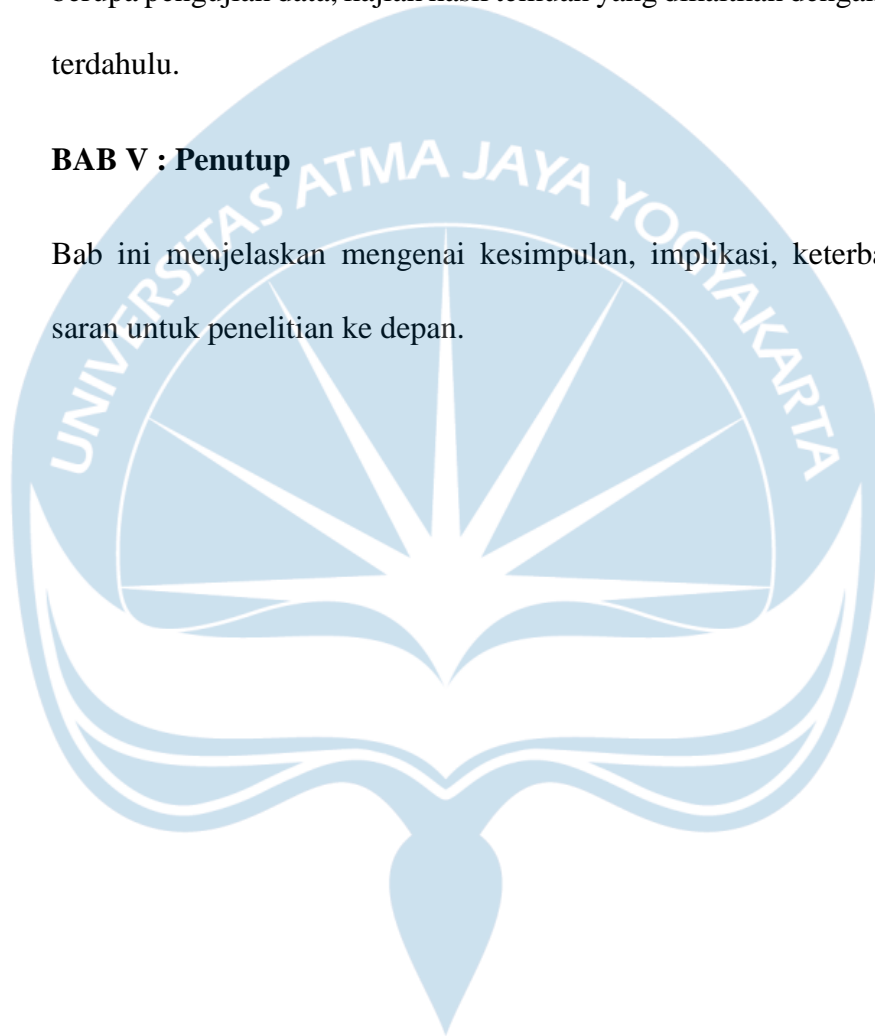 terdahulu.
BAB V : Penutup
UNIVERSITAS ATMA JAYA YOGYAKARTA
Bab ini menjelaskan mengenai kesimpulan, implikasi,
saran untuk penelitian ke depan.